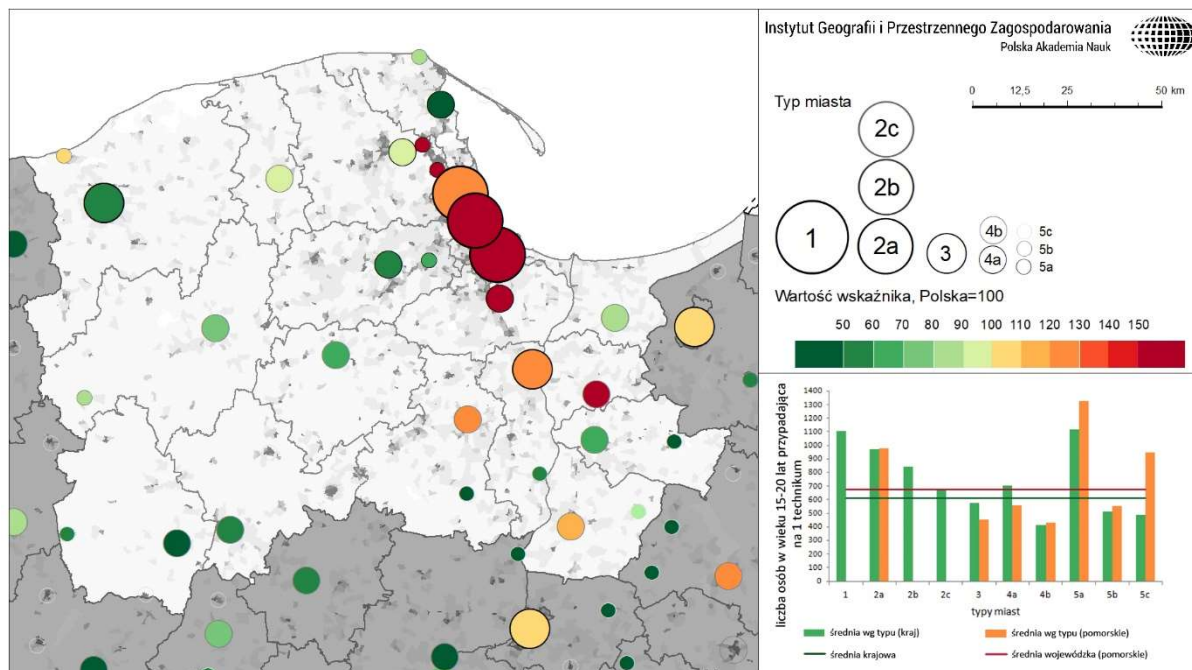 Instytut Geografii i Przestrzennego Zagospodarowania
Polska Akademia Nauk
0 12,5 25 50 km
Typ miasta
2c
2b
1 2a 3 4b 4a 5c 5b 5a
Wartość wskaźnika, Polska=100
50 60 70 80 90 100 110 120 130 140 150
liczba osób w wieku 15-20 lat przypadająca
na 1 technikum
1400
1300
1200
1100
1000
900
800
700
600
500
400
300
200
100
0
1 2a 2b 2c 3 4a 4b 5a 5b 5c
typy miast
średnia wg typu (kraj) średnia wg typu (pomorskie)
średnia krajowa średnia wojewódzka (pomorskie)